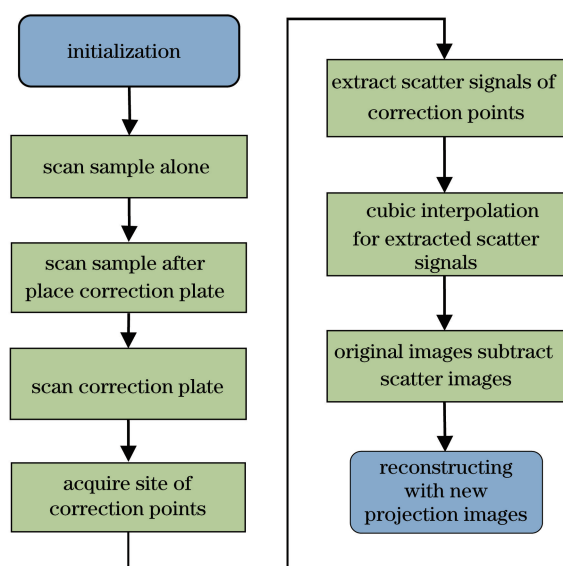 initialization
scan sample alone
scan sample after
place correction plate
scan correction plate
acquire site of
correction points
extract scatter signals of
correction points
cubic interpolation
for extracted scatter
signals
original images subtract
scatter images
reconstructing
with new
projection images